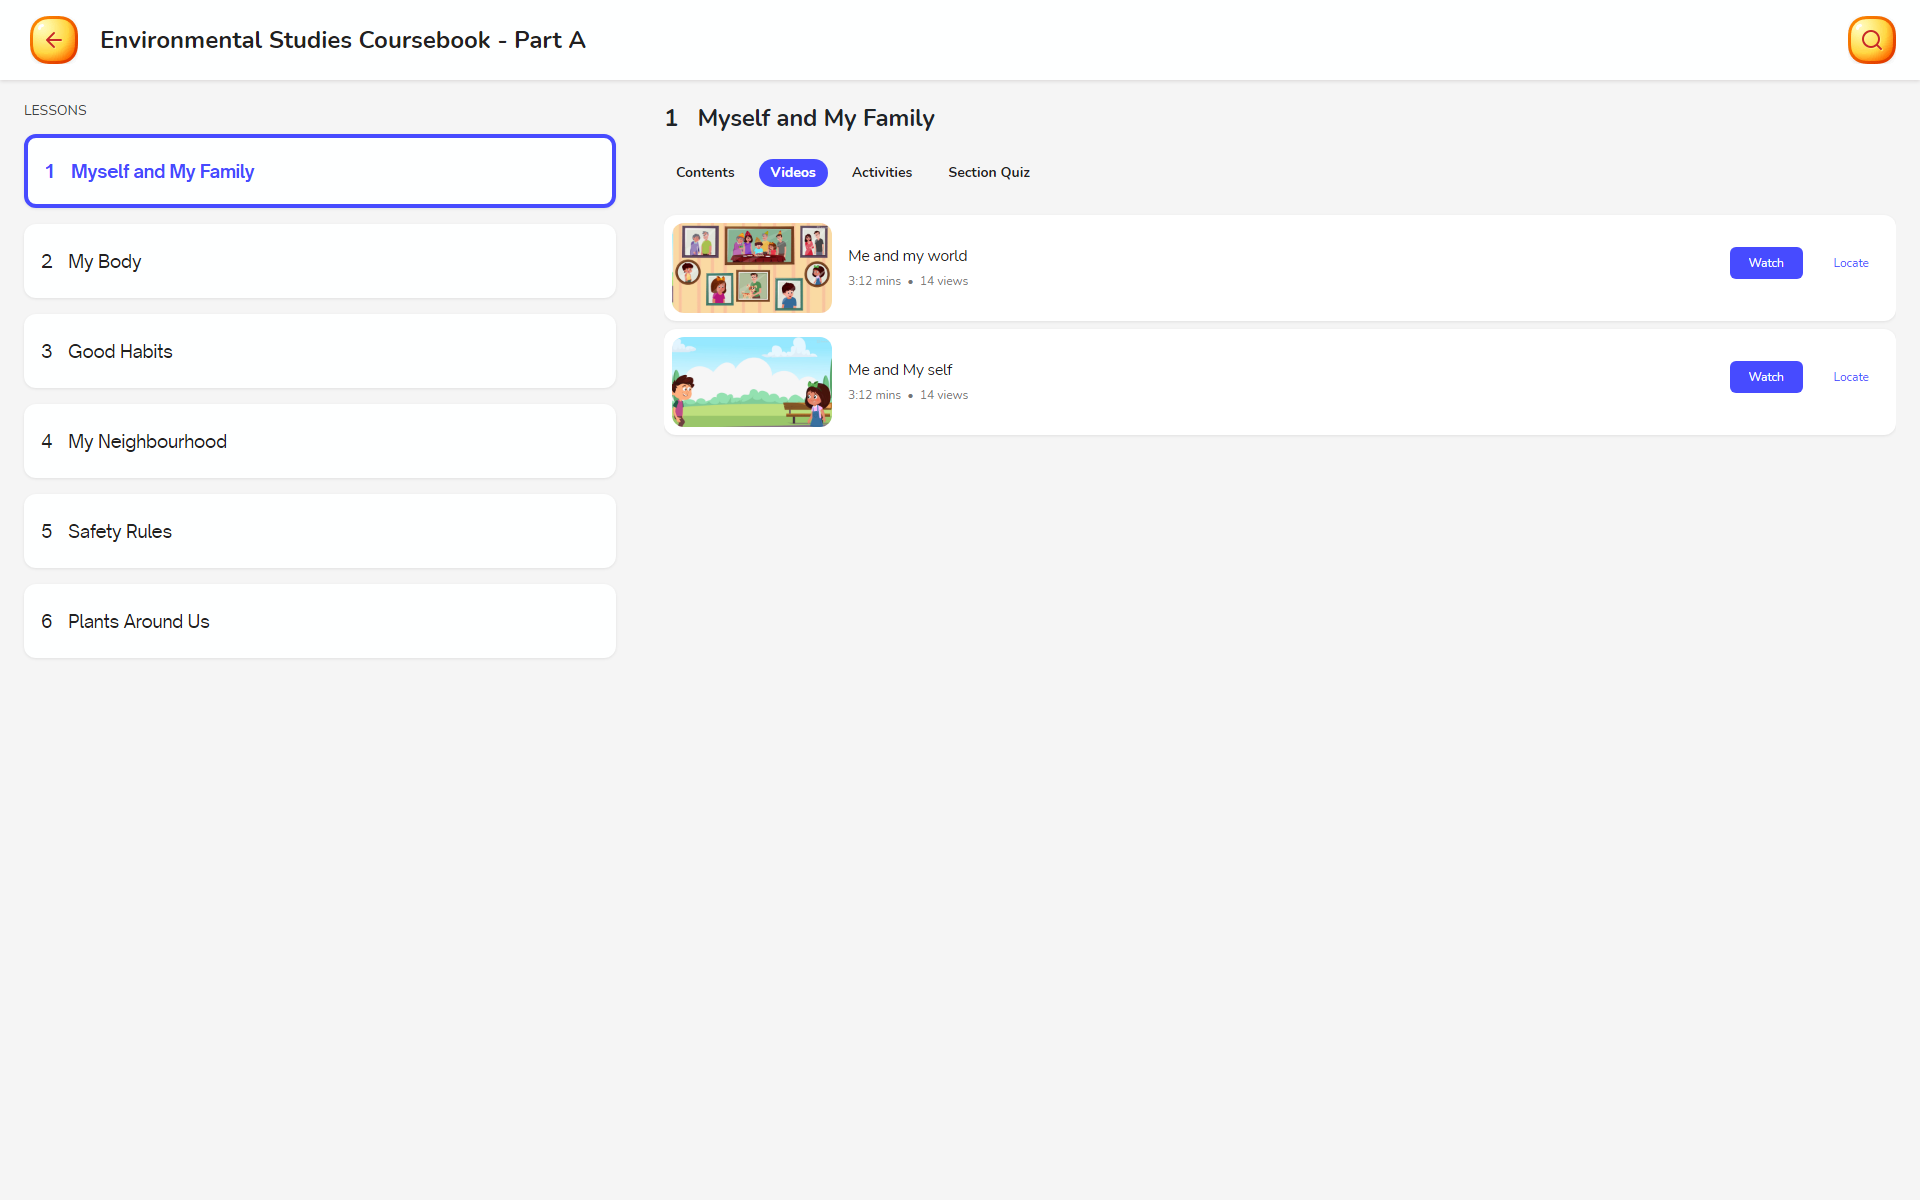 Environmental Studies Coursebook - Part A
LESSONS
1 Myself and My Family
2 My Body
3 Good Habits
4 My Neighbourhood
5 Safety Rules
6 Plants Around Us
1 Myself and My Family
Contents Videos Activities Section Quiz
Me and my world
3:12 mins • 14 views
Watch Locate
Me and My self
3:12 mins • 14 views
Watch Locate